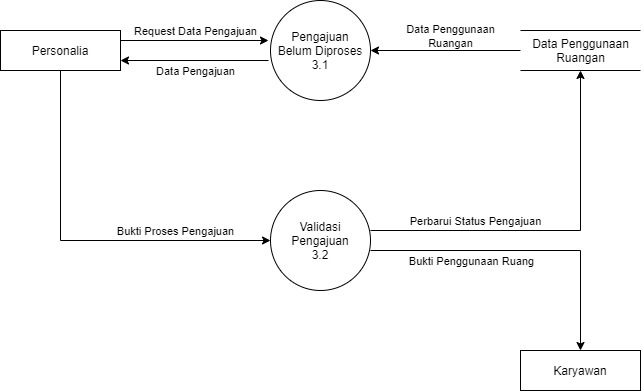 Personalia
Request Data Pengajuan
Data Pengajuan
Pengajuan
Belum Diproses
3.1
Data Penggunaan
Ruangan
Data Penggunaan
Ruangan
Bukti Proses Pengajuan
Validasi
Pengajuan
3.2
Perbarui Status Pengajuan
Bukti Penggunaan Ruang
Karyawan